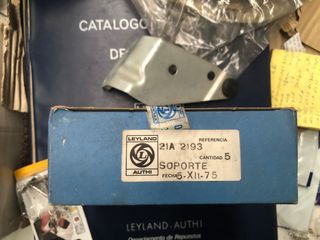 CATALOGO
DE
LEYLAND
AUTHI
REFERENCIA
21A 2193
CANTIDAD 5
SOPORTE
FECHA 5-XII-75
LEYLAND-AUTHI
Departamento de Repuestos